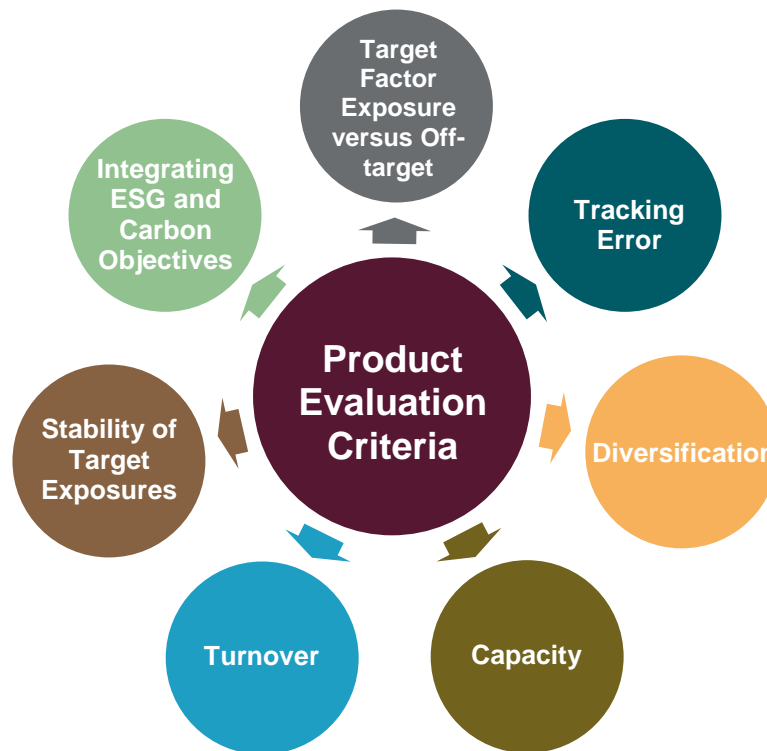 Target
Factor
Exposure
versus Off-
target
Tracking
Error
Diversification
Capacity
Turnover
Stability of
Target
Exposures
Integrating
ESG and
Carbon
Objectives
Product
Evaluation
Criteria